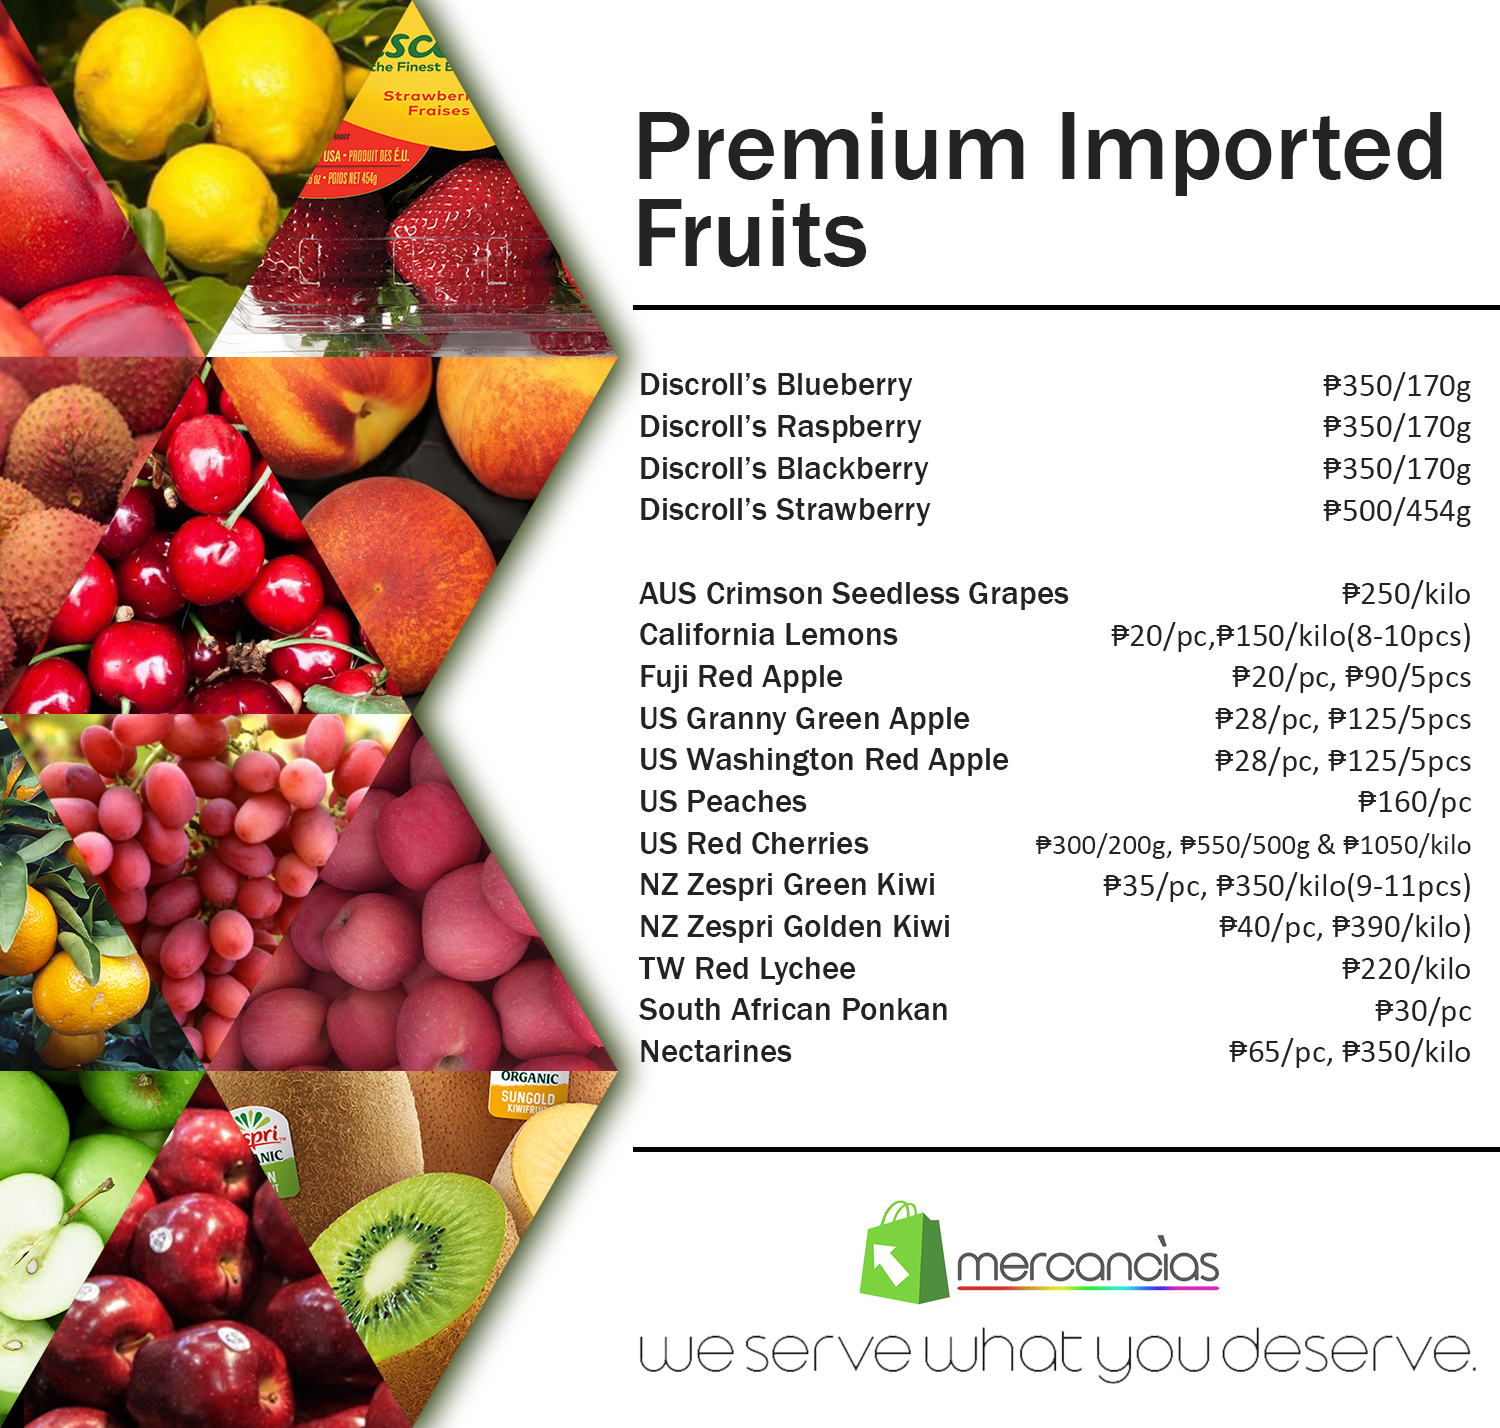 the Finest B
Strawber
Fraises
USA • PRODUIT DES É.U.
oz • POIDS NET 454g
Premium Imported
Fruits
Discroll’s Blueberry ₱350/170g
Discroll’s Raspberry ₱350/170g
Discroll’s Blackberry ₱350/170g
Discroll’s Strawberry ₱500/454g
AUS Crimson Seedless Grapes ₱250/kilo
California Lemons ₱20/pc,₱150/kilo(8-10pcs)
Fuji Red Apple ₱20/pc, ₱90/5pcs
US Granny Green Apple ₱28/pc, ₱125/5pcs
US Washington Red Apple ₱28/pc, ₱125/5pcs
US Peaches ₱160/pc
US Red Cherries ₱300/200g, ₱550/500g & ₱1050/kilo
NZ Zespri Green Kiwi ₱35/pc, ₱350/kilo(9-11pcs)
NZ Zespri Golden Kiwi ₱40/pc, ₱390/kilo)
TW Red Lychee ₱220/kilo
South African Ponkan ₱30/pc
Nectarines ₱65/pc, ₱350/kilo
ORGANIC
SUNGOLD
KIWIFRUI
spri
ANIC
mercancìas
we serve what you deserve.